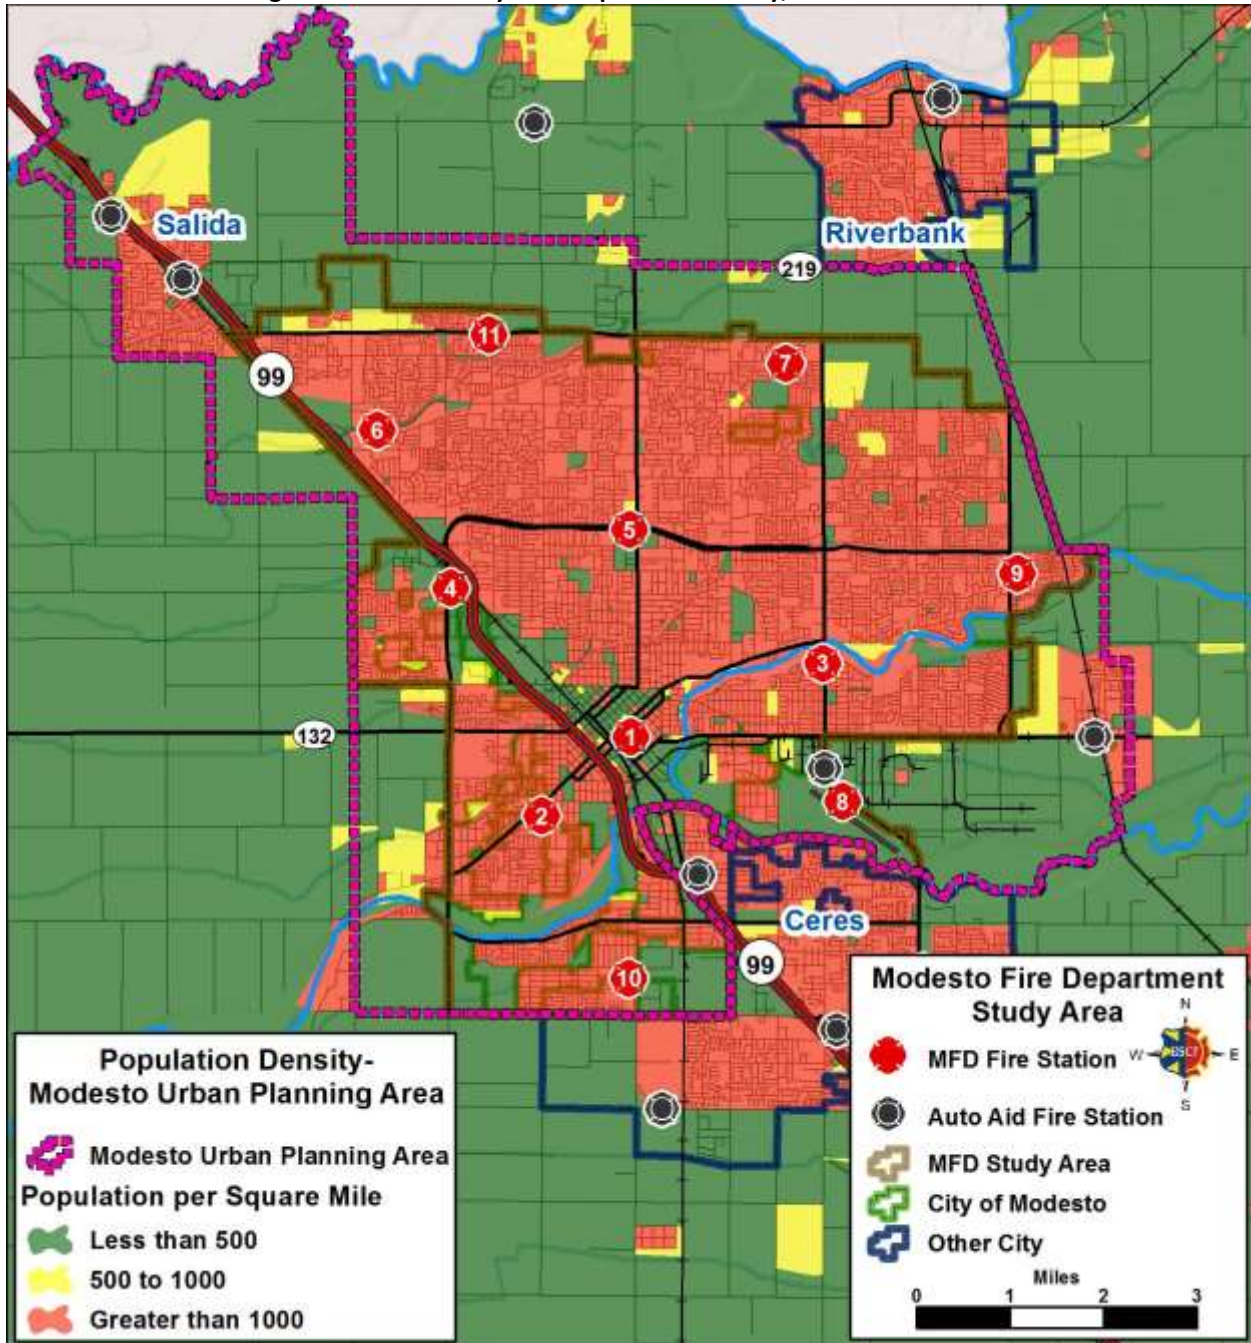 Salida
Riverbank
219
11
7
99
6
5
9
4
3
132
1
8
2
Ceres
99
10
Population Density-
Modesto Urban Planning Area
Modesto Urban Planning Area
Population per Square Mile
Less than 500
500 to 1000
Greater than 1000
Modesto Fire Department
Study Area
N
W
E
S
MFD Fire Station
Auto Aid Fire Station
MFD Study Area
City of Modesto
Other City
Miles
0 1 2 3